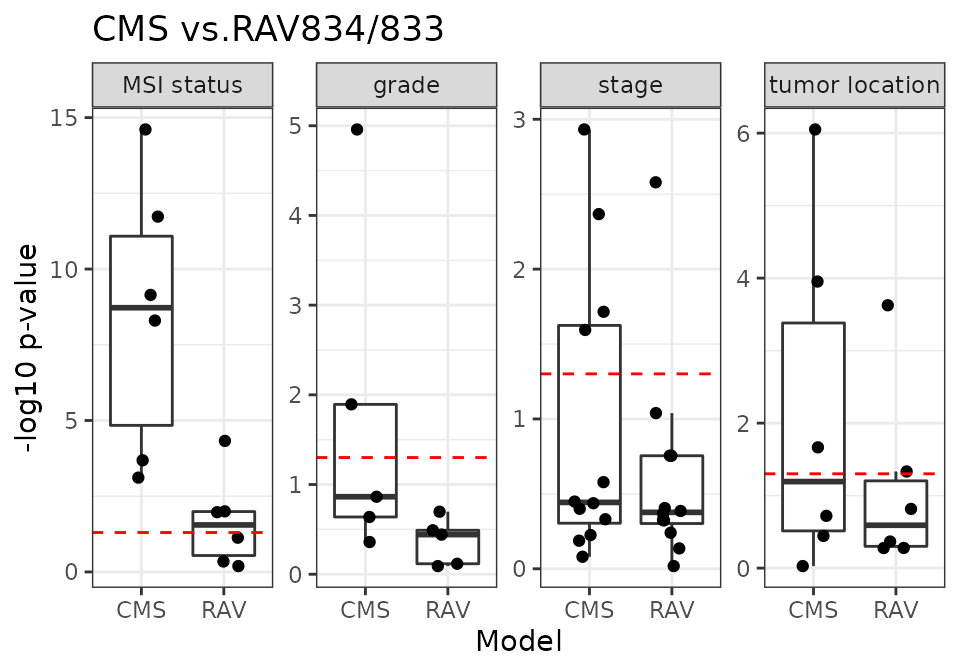 CMS vs.RAV834/833
MSI status
grade
stage
tumor location
-log10 p-value
15
10
5
0
5
4
3
2
1
0
3
2
1
0
6
4
2
0
CMS
RAV
CMS
RAV
CMS
RAV
CMS
RAV
Model